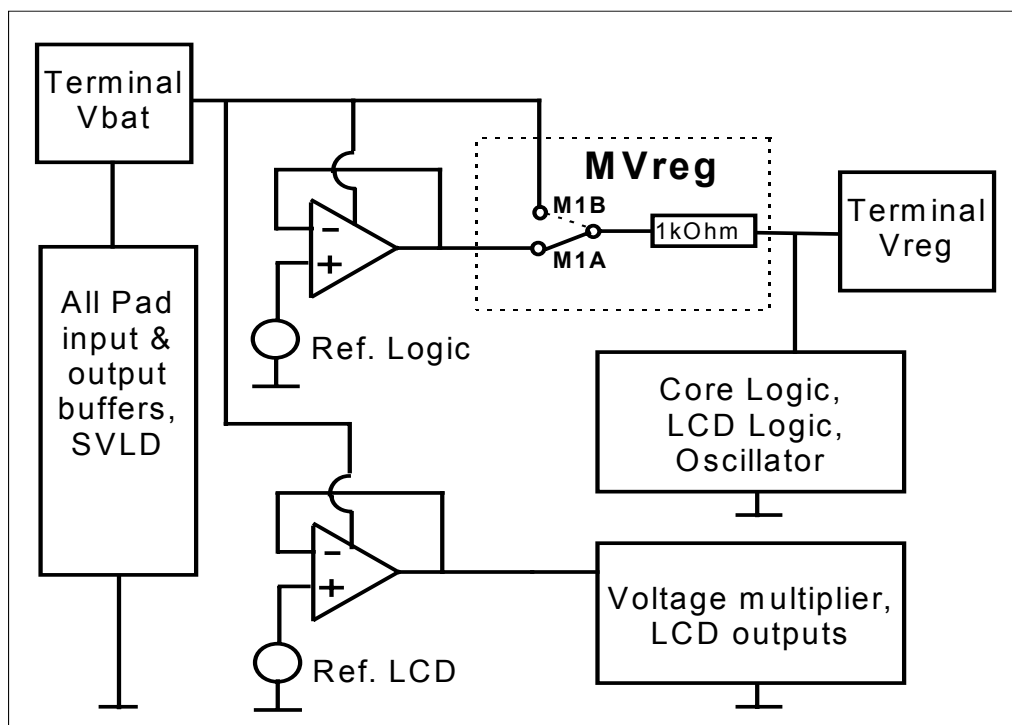 Terminal
Vbat
All Pad
input &
output
buffers,
SVLD
-
+
Ref. Logic
MVreg
M1B
M1A
1kOhm
Terminal
Vreg
Core Logic,
LCD Logic,
Oscillator
-
+
Ref. LCD
Voltage multiplier,
LCD outputs